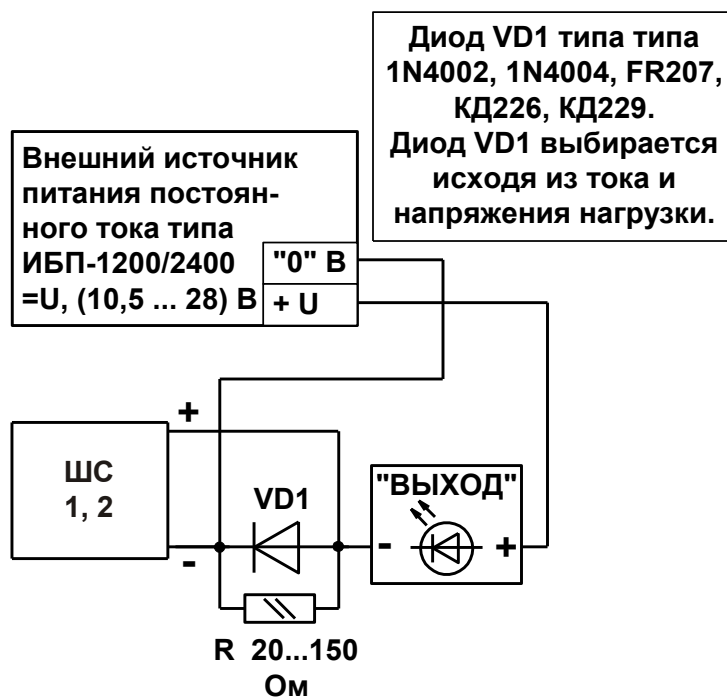 Диод VD1 типа типа
1N4002, 1N4004, FR207,
КД226, КД229.
Диод VD1 выбирается
исходя из тока и
напряжения нагрузки.
Внешний источник
питания постоян-
ного тока типа
ИБП-1200/2400
=U, (10,5 ... 28) В
"0" В
+ U
+
ШС
1, 2
-
VD1
"ВЫХОД"
-
+
R 20...150
Ом